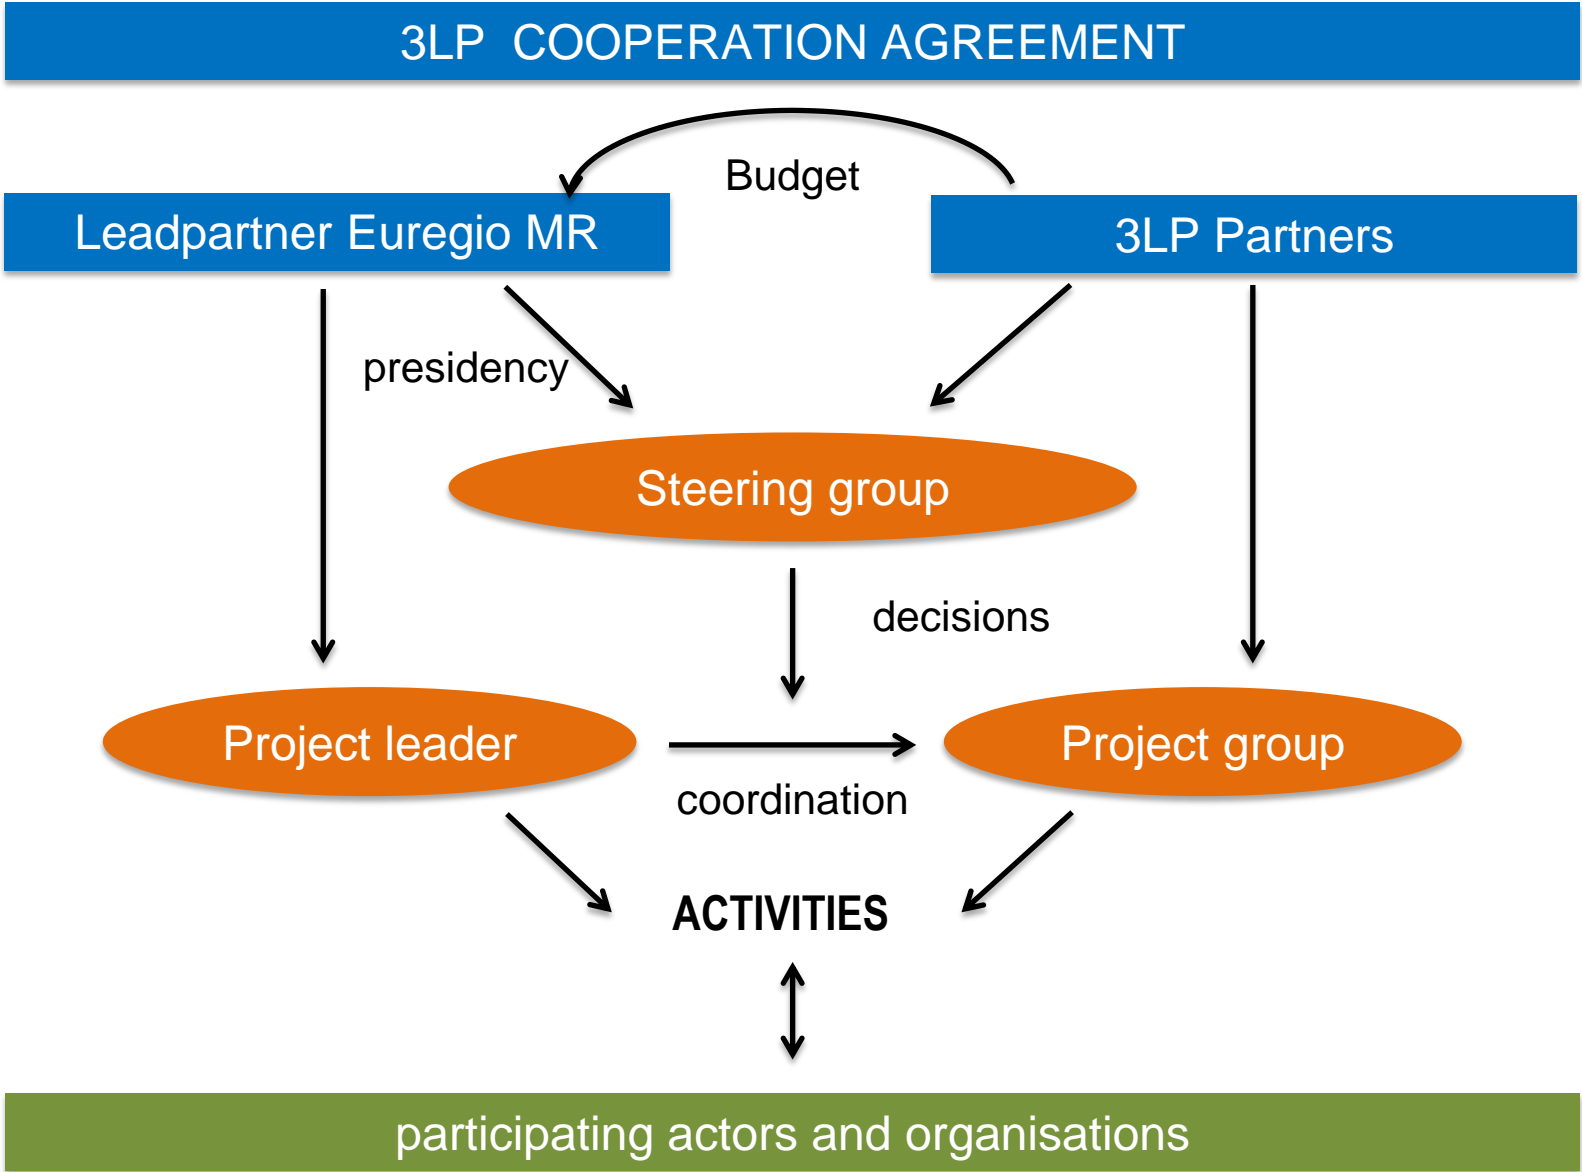 3LP COOPERATION AGREEMENT
Budget
Leadpartner Euregio MR
3LP Partners
presidency
Steering group
decisions
Project leader
Project group
coordination
ACTIVITIES
participating actors and organisations